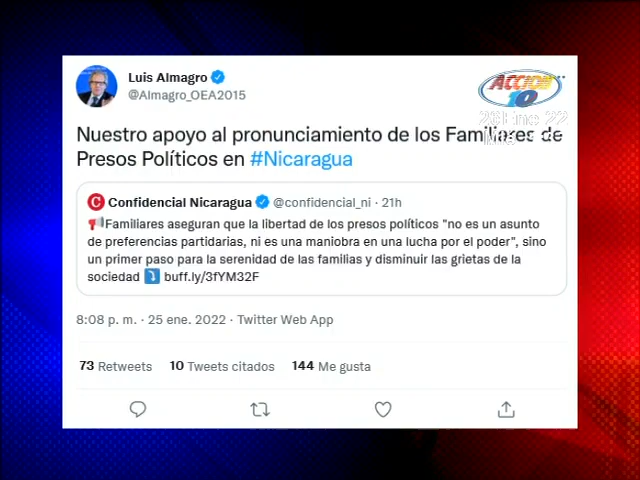 Luis Almagro
@Almagro_OEA2015
ACCION
10
26 Ene 22
Nuestro apoyo al pronunciamiento de los Familiares de
Presos Políticos en #Nicaragua
Confidencial Nicaragua @confidencial_ni · 21h
📢Familiares aseguran que la libertad de los presos políticos "no es un asunto
de preferencias partidarias, ni es una maniobra en una lucha por el poder", sino
un primer paso para la serenidad de las familias y disminuir las grietas de la
sociedad ⤵️ buff.ly/3fYM32F
8:08 p. m. · 25 ene. 2022 · Twitter Web App
73 Retweets 10 Tweets citados 144 Me gusta